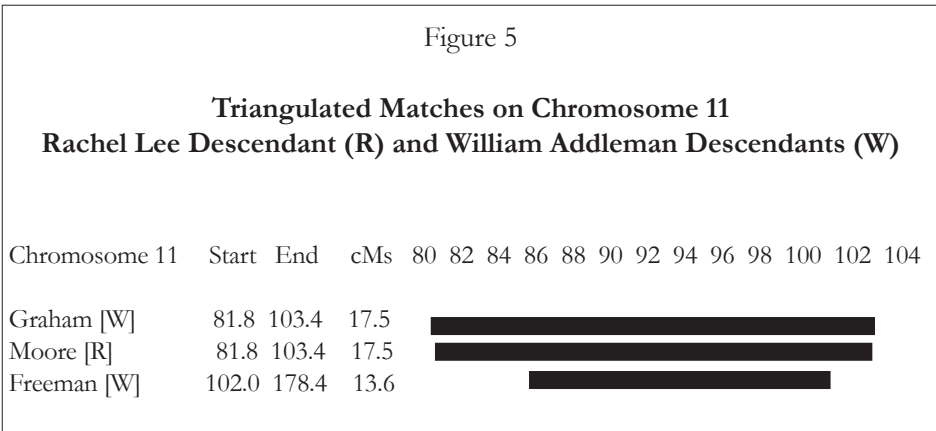 Figure 5
Triangulated Matches on Chromosome 11
Rachel Lee Descendant (R) and William Addleman Descendants (W)
Chromosome 11 Start End cMs 80 82 84 86 88 90 92 94 96 98 100 102 104
Graham [W] 81.8 103.4 17.5
Moore [R] 81.8 103.4 17.5
Freeman [W] 102.0 178.4 13.6